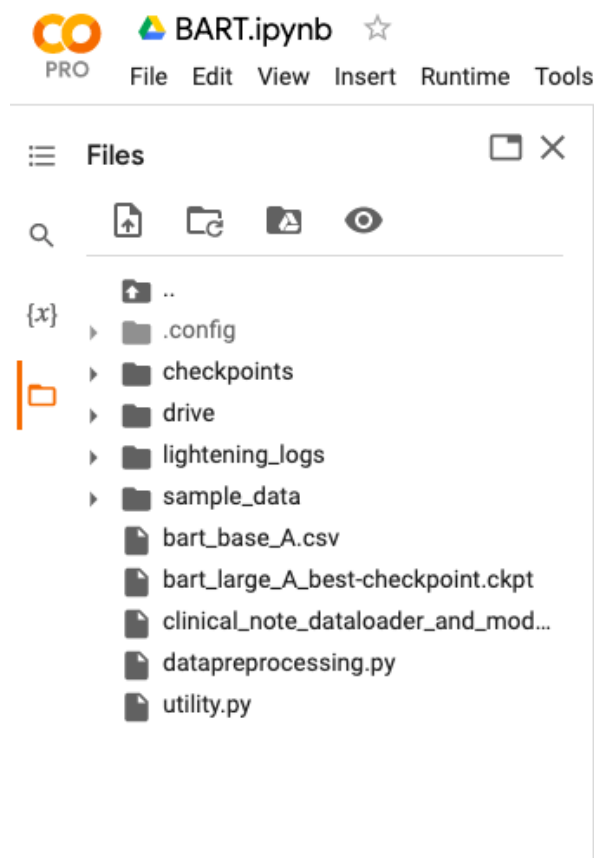 CO BART.ipynb
PRO File Edit View Insert Runtime Tools
Files
{x}
..
.config
checkpoints
drive
lightening_logs
sample_data
bart_base_A.csv
bart_large_A_best-checkpoint.ckpt
clinical_note_dataloader_and_mod...
datapreprocessing.py
utility.py